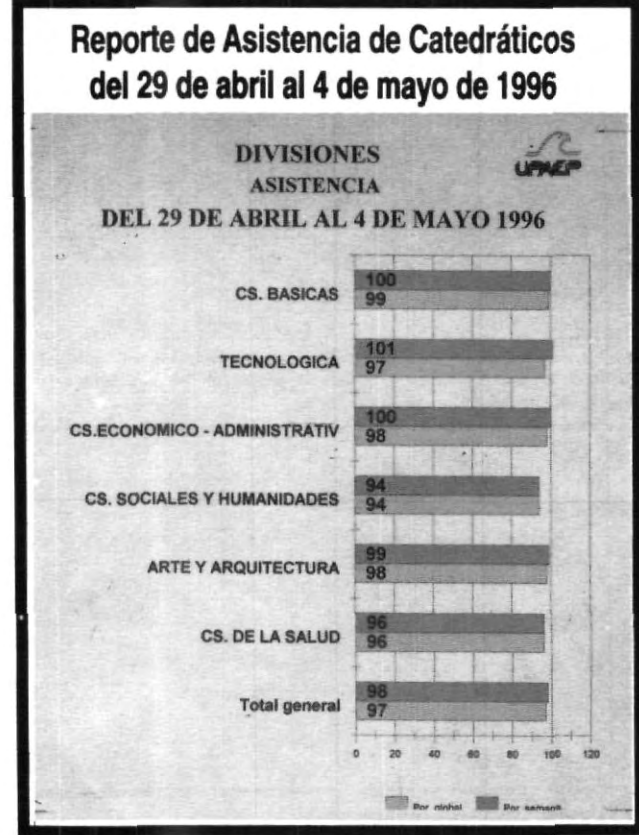 Reporte de Asistencia de Catedráticos
del 29 de abril al 4 de mayo de 1996
DIVISIONES
UPAEP
ASISTENCIA
DEL 29 DE ABRIL AL 4 DE MAYO 1996
CS. BASICAS
100
99
TECNOLOGICA
101
97
CS.ECONOMICO - ADMINISTRATIV
100
98
CS. SOCIALES Y HUMANIDADES
94
94
ARTE Y ARQUITECTURA
99
98
CS. DE LA SALUD
96
96
Total general
98
97
0 20 40 60 80 100 120
Por global Por semana